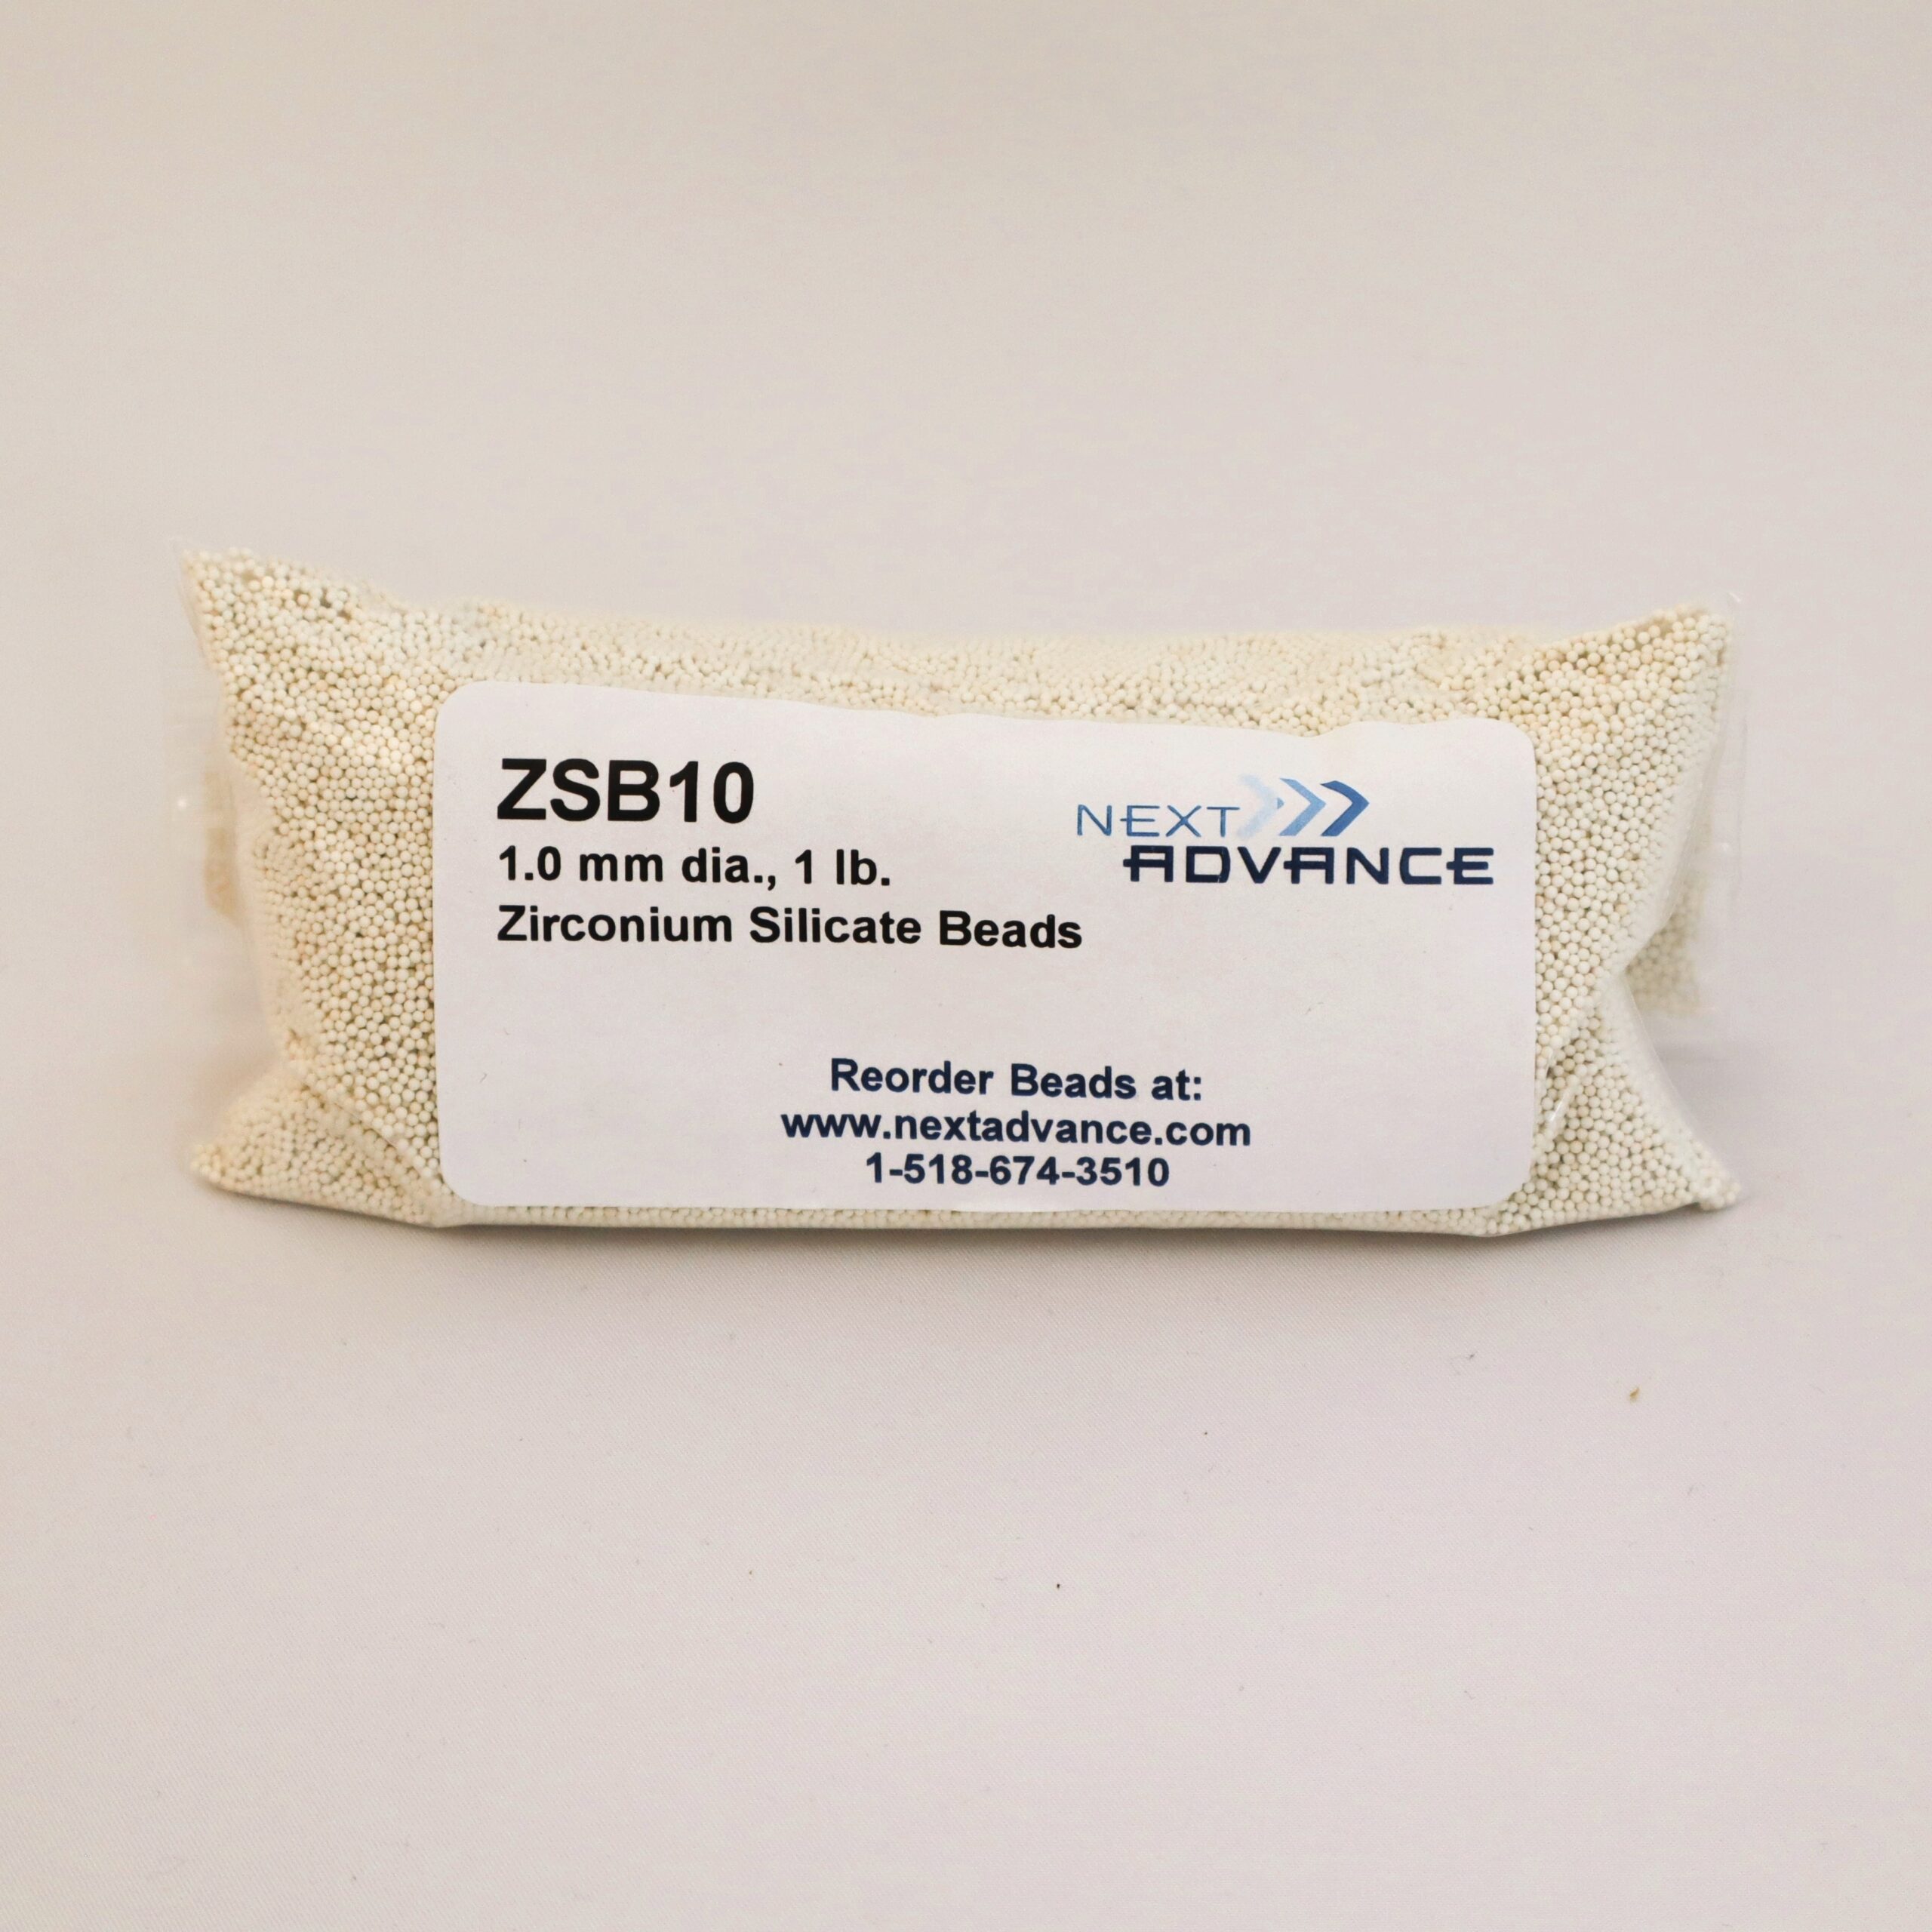 ZSB10
1.0 mm dia., 1 lb.
Zirconium Silicate Beads
NEXT
ADVANCE
Reorder Beads at:
www.nextadvance.com
1-518-674-3510